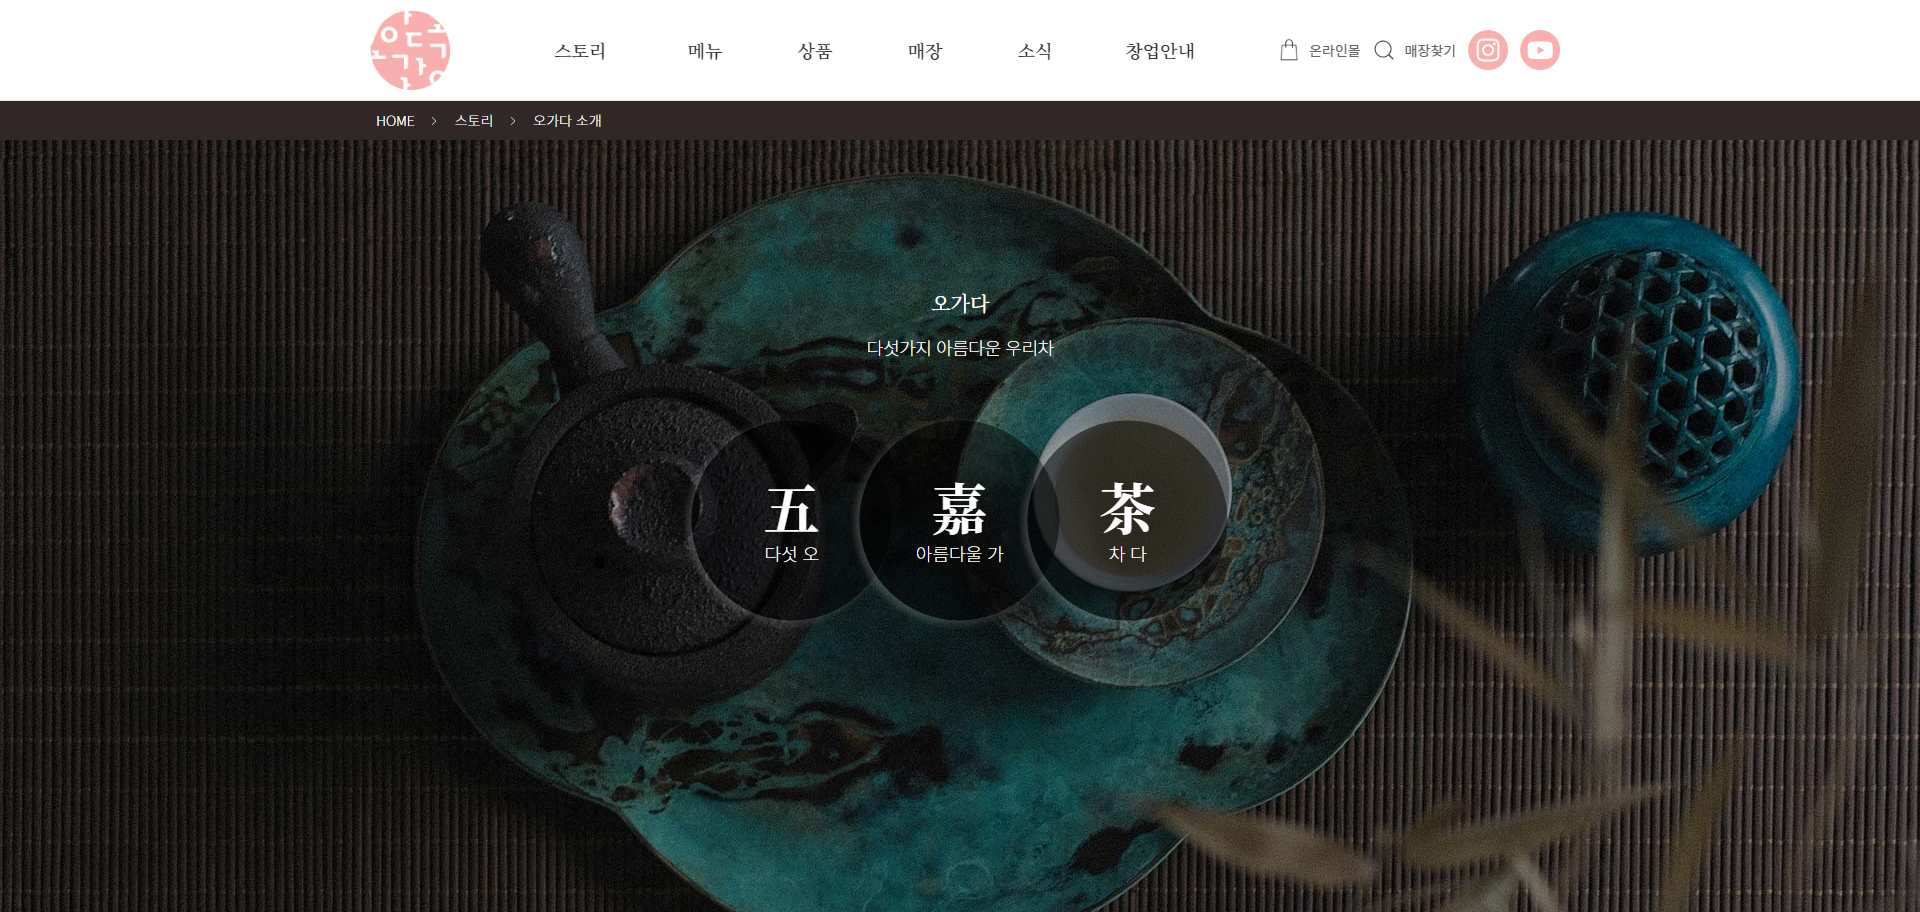 스토리 메뉴 상품 매장 소식 창업안내 온라인몰 매장찾기
HOME > 스토리 > 오가다 소개
오가다
다섯가지 아름다운 우리차
五 嘉 茶
다섯 오 아름다울 가 차 다